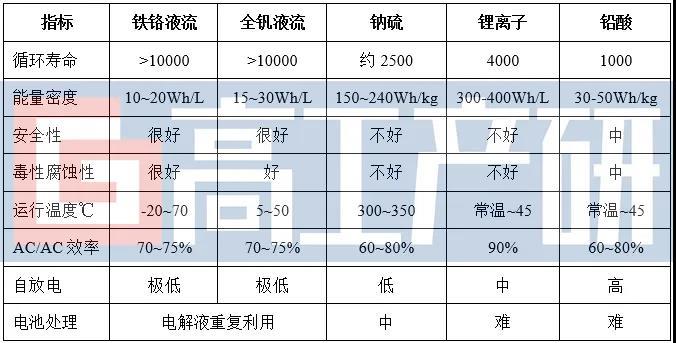 指标 铁铬液流 全钒液流 钠硫 锂离子 铅酸
循环寿命 >10000 >10000 约2500 4000 1000
能量密度 10~20Wh/L 15~30Wh/L 150~240Wh/kg 300-400Wh/L 30-50Wh/kg
安全性 很好 很好 不好 不好 中
毒性腐蚀性 很好 好 不好 不好 中
运行温度℃ -20~70 5~50 300~350 常温~45 常温~45
AC/AC 效率 70~75% 70~75% 60~80% 90% 60~80%
自放电 极低 极低 低 中 高
电池处理 电解液重复利用 中 难 难
高工产研